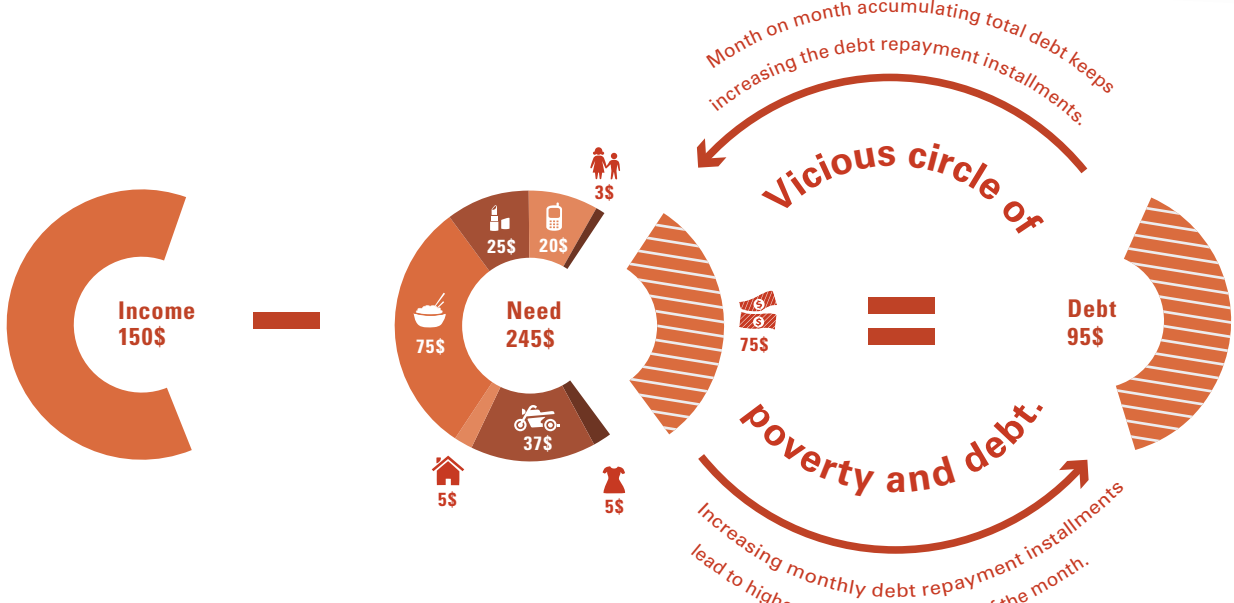 Month on month accumulating total debt keeps
increasing the debt repayment installments.
Vicious circle of
poverty and debt.
Income
150$
Need
245$
3$
25$
20$
75$
37$
5$
5$
75$
Debt
95$
Increasing monthly debt repayment installments
lead to the month.